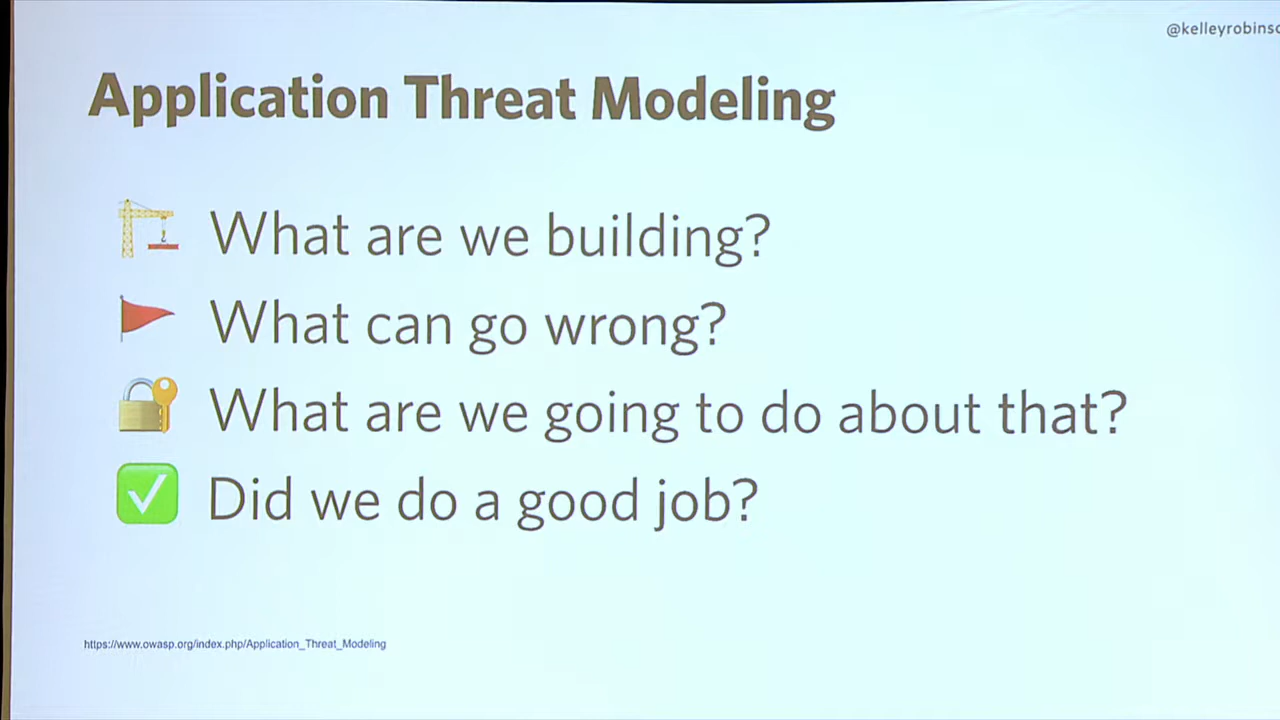 @kelleyrobinso
Application Threat Modeling
What are we building?
What can go wrong?
What are we going to do about that?
Did we do a good job?
https://www.owasp.org/index.php/Application_Threat_Modeling